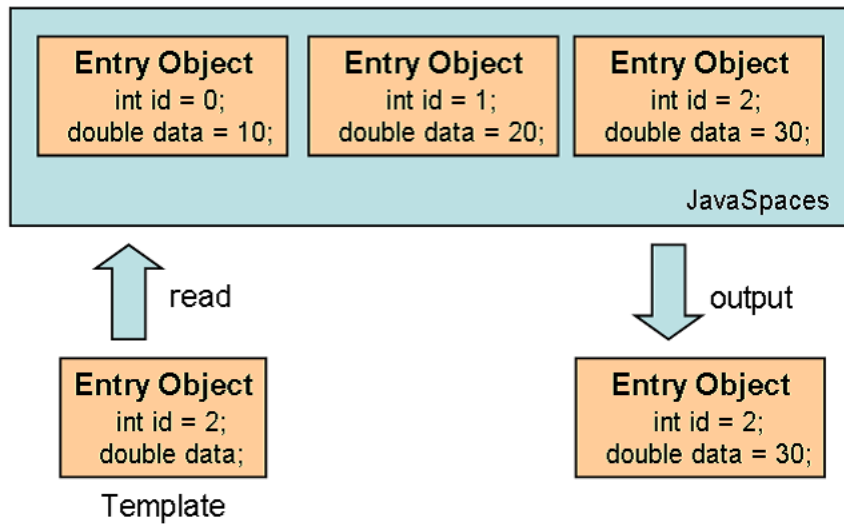 Entry Object
int id = 0;
double data = 10;
Entry Object
int id = 1;
double data = 20;
Entry Object
int id = 2;
double data = 30;
JavaSpaces
read
output
Entry Object
int id = 2;
double data;
Template
Entry Object
int id = 2;
double data = 30;